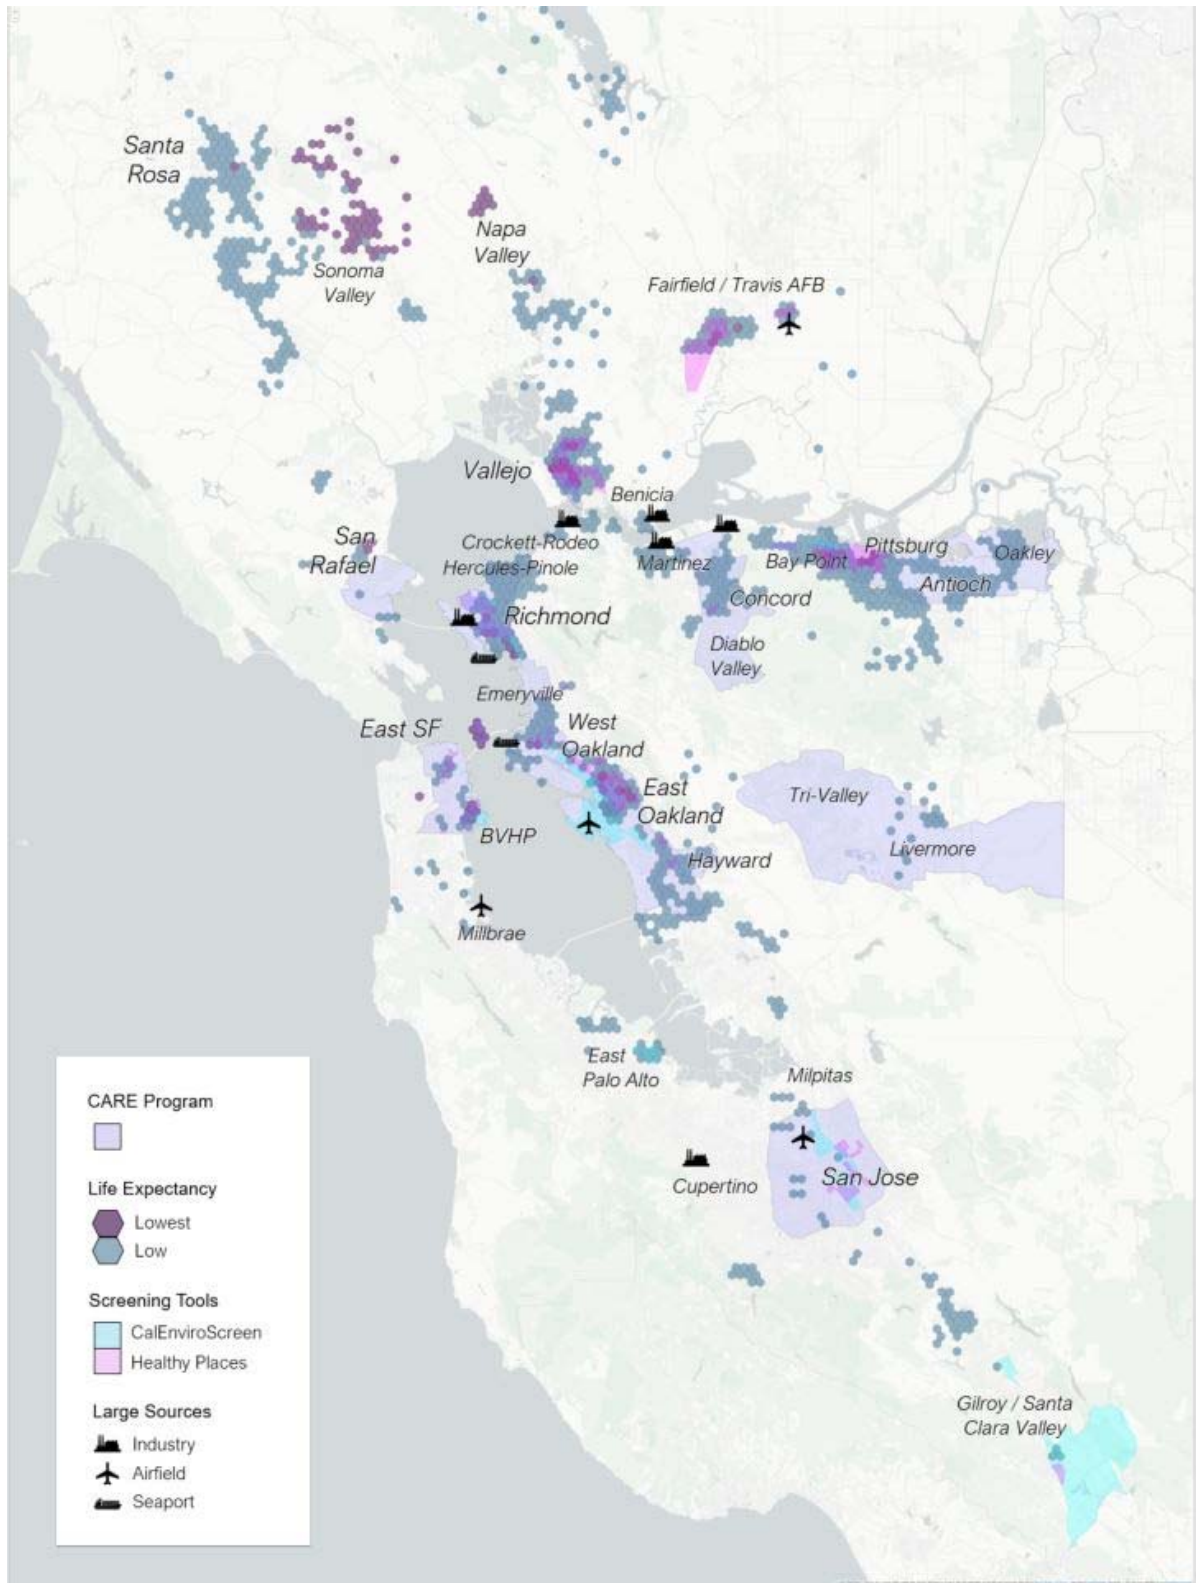 Santa
Rosa
Sonoma
Valley
Napa
Valley
Fairfield / Travis AFB
Vallejo
Benicia
San
Rafael
Crockett-Rodeo
Hercules-Pinole
Martinez
Bay Point
Pittsburg
Oakley
Antioch
Concord
Richmond
Diablo
Valley
Emeryville
East SF
West
Oakland
East
Oakland
BVHP
Tri-Valley
Livermore
Hayward
Millbrae
East
Palo Alto
Milpitas
Cupertino
San Jose
Gilroy / Santa
Clara Valley
CARE Program
Life Expectancy
Lowest
Low
Screening Tools
CalEnviroScreen
Healthy Places
Large Sources
Industry
Airfield
Seaport